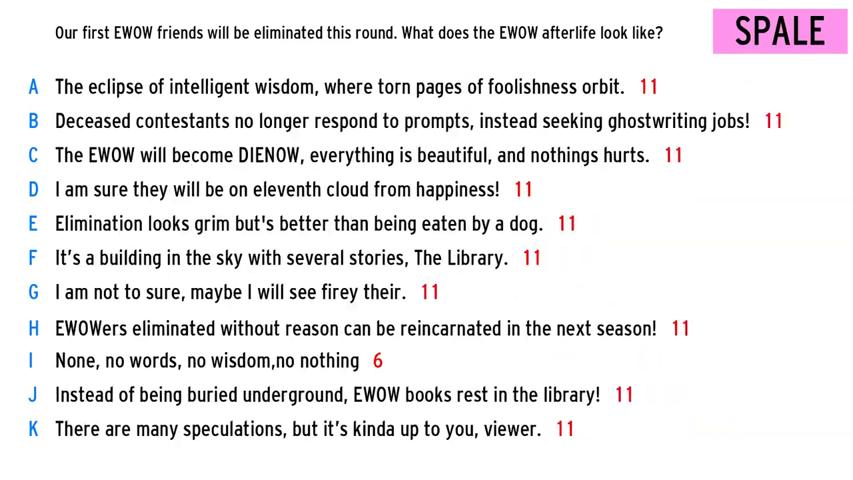 Our first EWOW friends will be eliminated this round. What does the EWOW afterlife look like?
SPALE
A The eclipse of intelligent wisdom, where torn pages of foolishness orbit. 11
B Deceased contestants no longer respond to prompts, instead seeking ghostwriting jobs! 11
C The EWOW will become DIENOW, everything is beautiful, and nothings hurts. 11
D I am sure they will be on eleventh cloud from happiness! 11
E Elimination looks grim but's better than being eaten by a dog. 11
F It's a building in the sky with several stories, The Library. 11
G I am not to sure, maybe I will see firey their. 11
H EWOWers eliminated without reason can be reincarnated in the next season! 11
I None, no words, no wisdom,no nothing 6
J Instead of being buried underground, EWOW books rest in the library! 11
K There are many speculations, but it's kinda up to you, viewer. 11